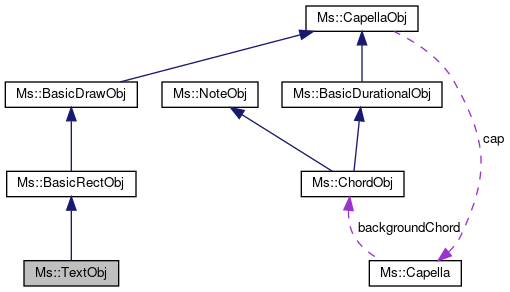 Ms::CapellaObj
Ms::BasicDrawObj
Ms::NoteObj
Ms::BasicDurationalObj
cap
Ms::BasicRectObj
Ms::ChordObj
backgroundChord
Ms::TextObj
Ms::Capella